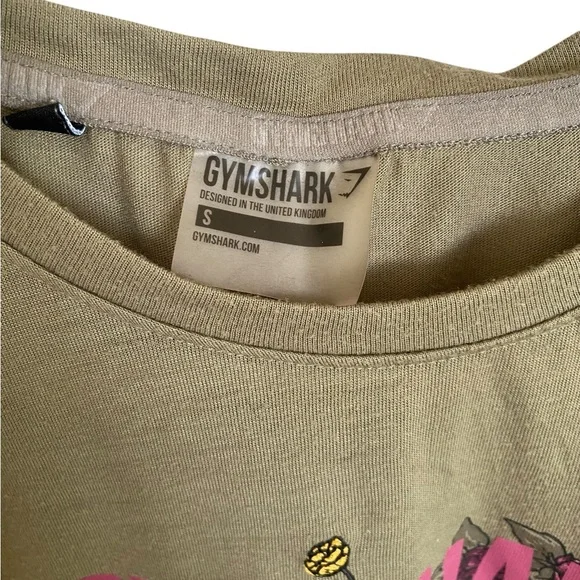 GYMSHARK
DESIGNED IN THE UNITED KINGDOM
S
GYMSHARK.COM